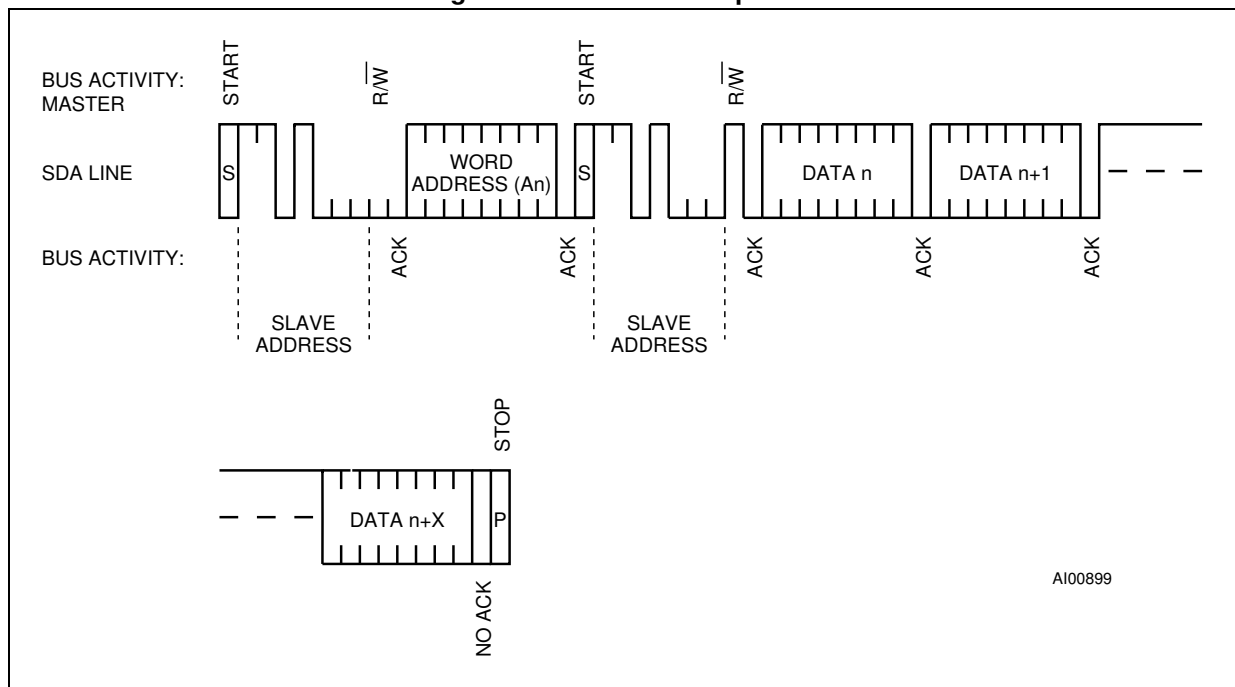 START
R/W
START
R/W
BUS ACTIVITY:
MASTER
SDA LINE
S
WORD
ADDRESS (An)
S
DATA n
DATA n+1
BUS ACTIVITY:
ACK
ACK
ACK
ACK
ACK
SLAVE
ADDRESS
SLAVE
ADDRESS
STOP
DATA n+X
P
NO ACK
AI00899